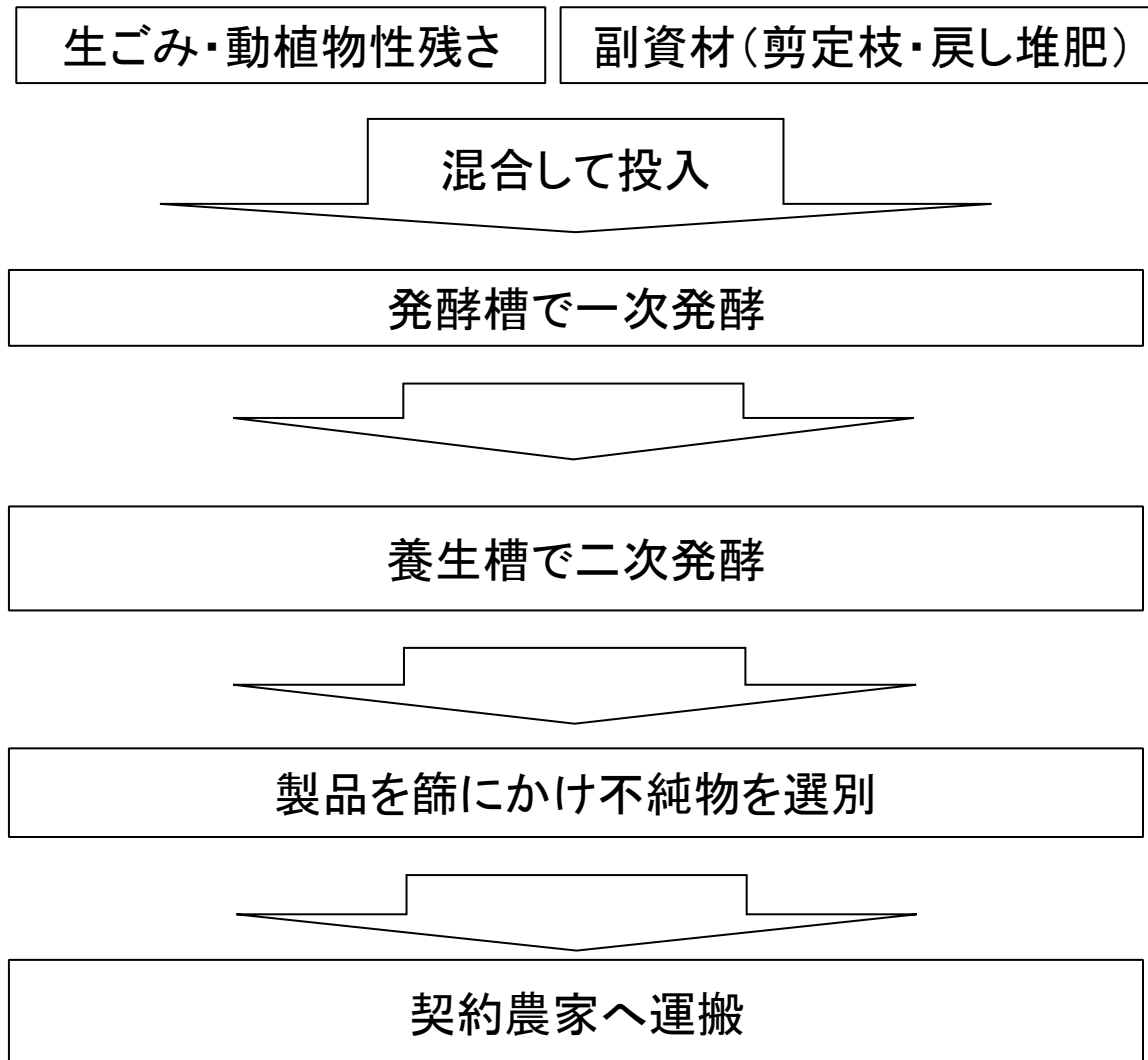 生ごみ・動植物性残さ
副資材（剪定枝・戻し堆肥）
混合して投入
発酵槽で一次発酵
養生槽で二次発酵
製品を篩にかけ不純物を選別
契約農家へ運搬